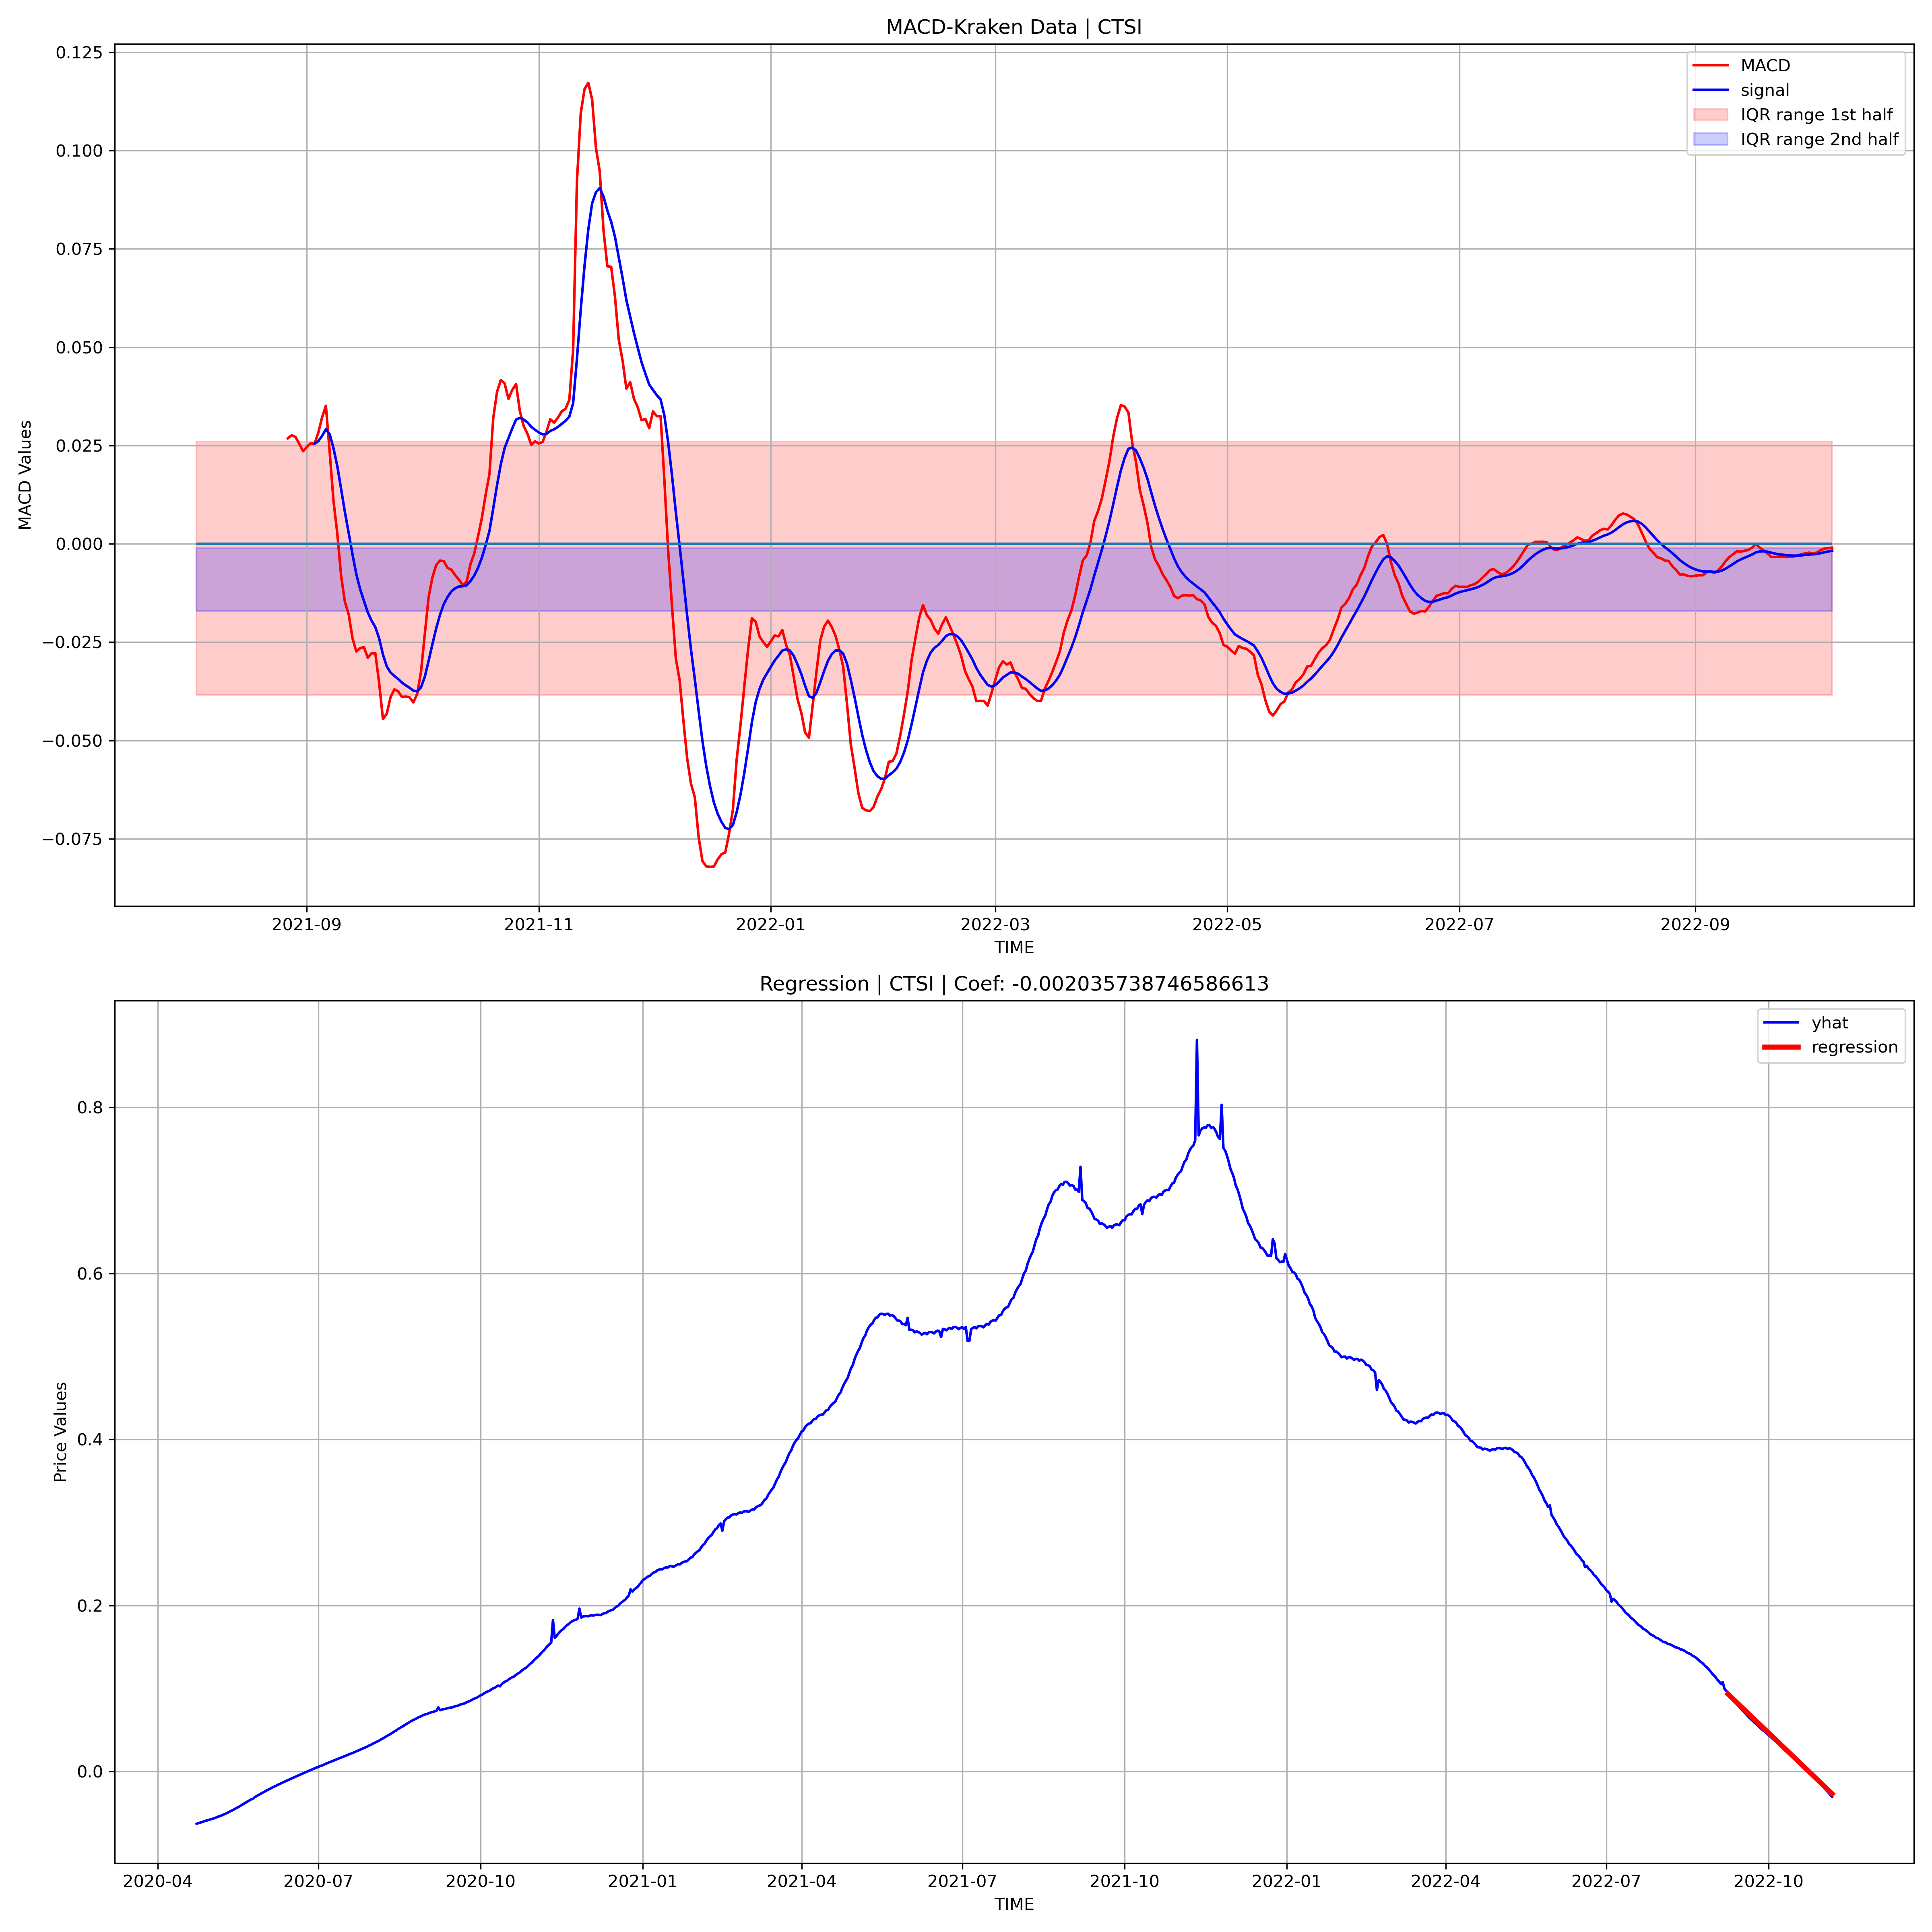 MACD-Kraken Data | CTSI
MACD
signal
IQR range 1st half
IQR range 2nd half
0.125
0.100
0.075
0.050
0.025
0.000
−0.025
−0.050
−0.075
MACD Values
2021-09 2021-11 2022-01 2022-03 2022-05 2022-07 2022-09
TIME
Regression | CTSI | Coef: -0.002035738746586613
yhat
regression
0.8
0.6
0.4
0.2
0.0
Price Values
2020-04 2020-07 2020-10 2021-01 2021-04 2021-07 2021-10 2022-01 2022-04 2022-07 2022-10
TIME